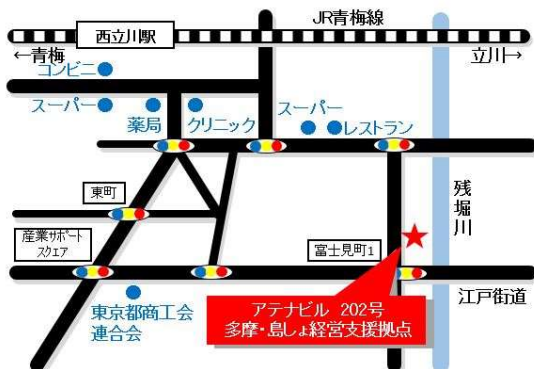 JR青梅線
西立川駅
←青梅
立川→
コンビニ
スーパー
薬局
クリニック
スーパー
レストラン
東町
残堀川
産業サポート
スクエア
富士見町1
江戸街道
東京都商工会
連合会
アテナビル 202号
多摩・島しょ経営支援拠点